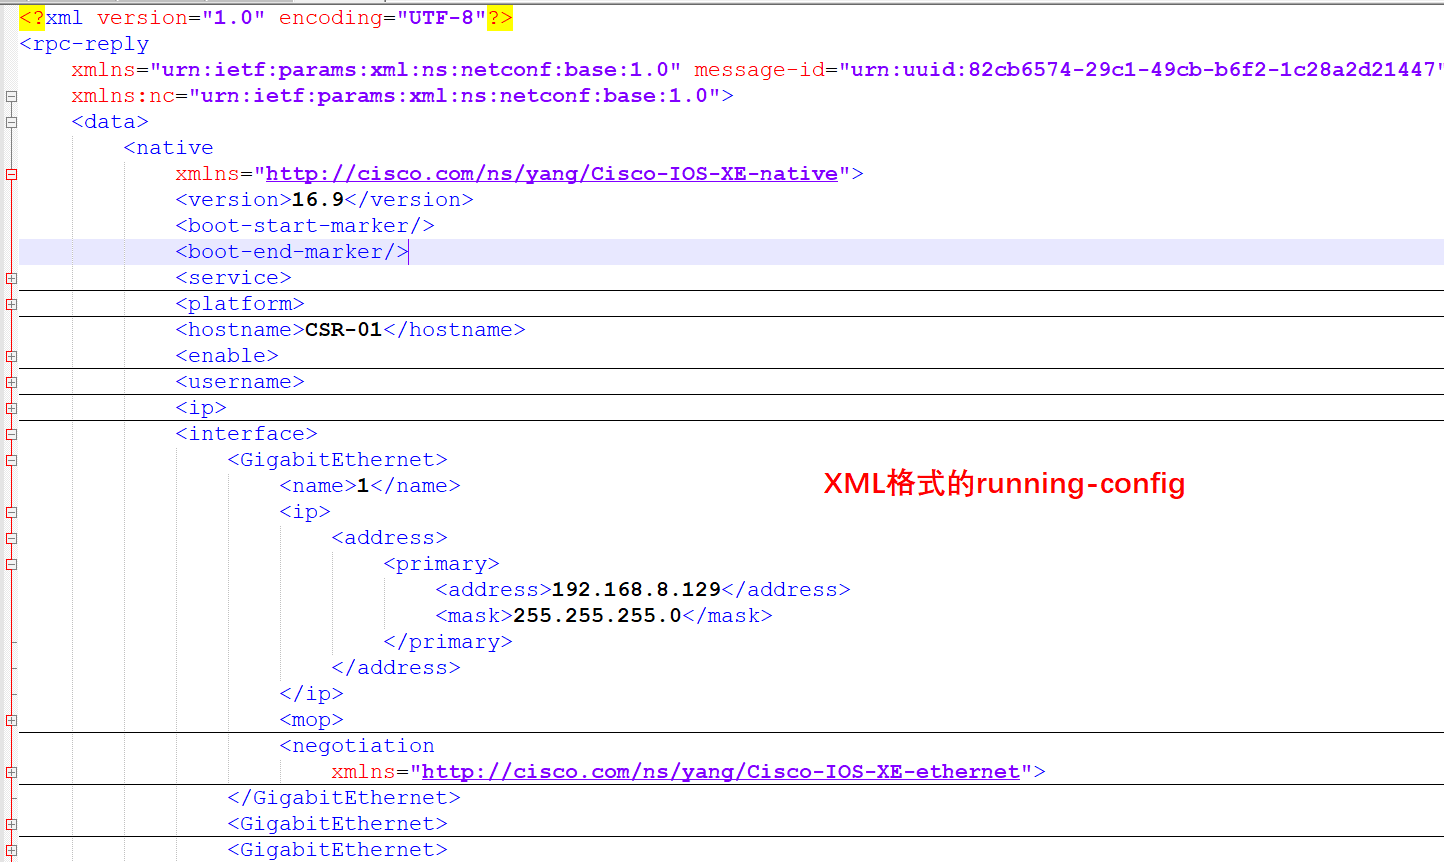 <?xml version="1.0" encoding="UTF-8"?>
<rpc-reply
xmlns="urn:ietf:params:xml:ns:netconf:base:1.0" message-id="urn:uuid:82cb6574-29c1-49cb-b6f2-1c28a2d21447"
xmlns:nc="urn:ietf:params:xml:ns:netconf:base:1.0">
<data>
<native
xmlns="http://cisco.com/ns/yang/Cisco-IOS-XE-native">
<version>16.9</version>
<boot-start-marker/>
<boot-end-marker/>
<service>
<platform>
<hostname>CSR-01</hostname>
<enable>
<username>
<ip>
<interface>
<GigabitEthernet>
<name>1</name>
XML格式的running-config
<ip>
<address>
<primary>
<address>192.168.8.129</address>
<mask>255.255.255.0</mask>
</primary>
</address>
</ip>
<mop>
<negotiation
xmlns="http://cisco.com/ns/yang/Cisco-IOS-XE-ethernet">
</GigabitEthernet>
<GigabitEthernet>
<GigabitEthernet>